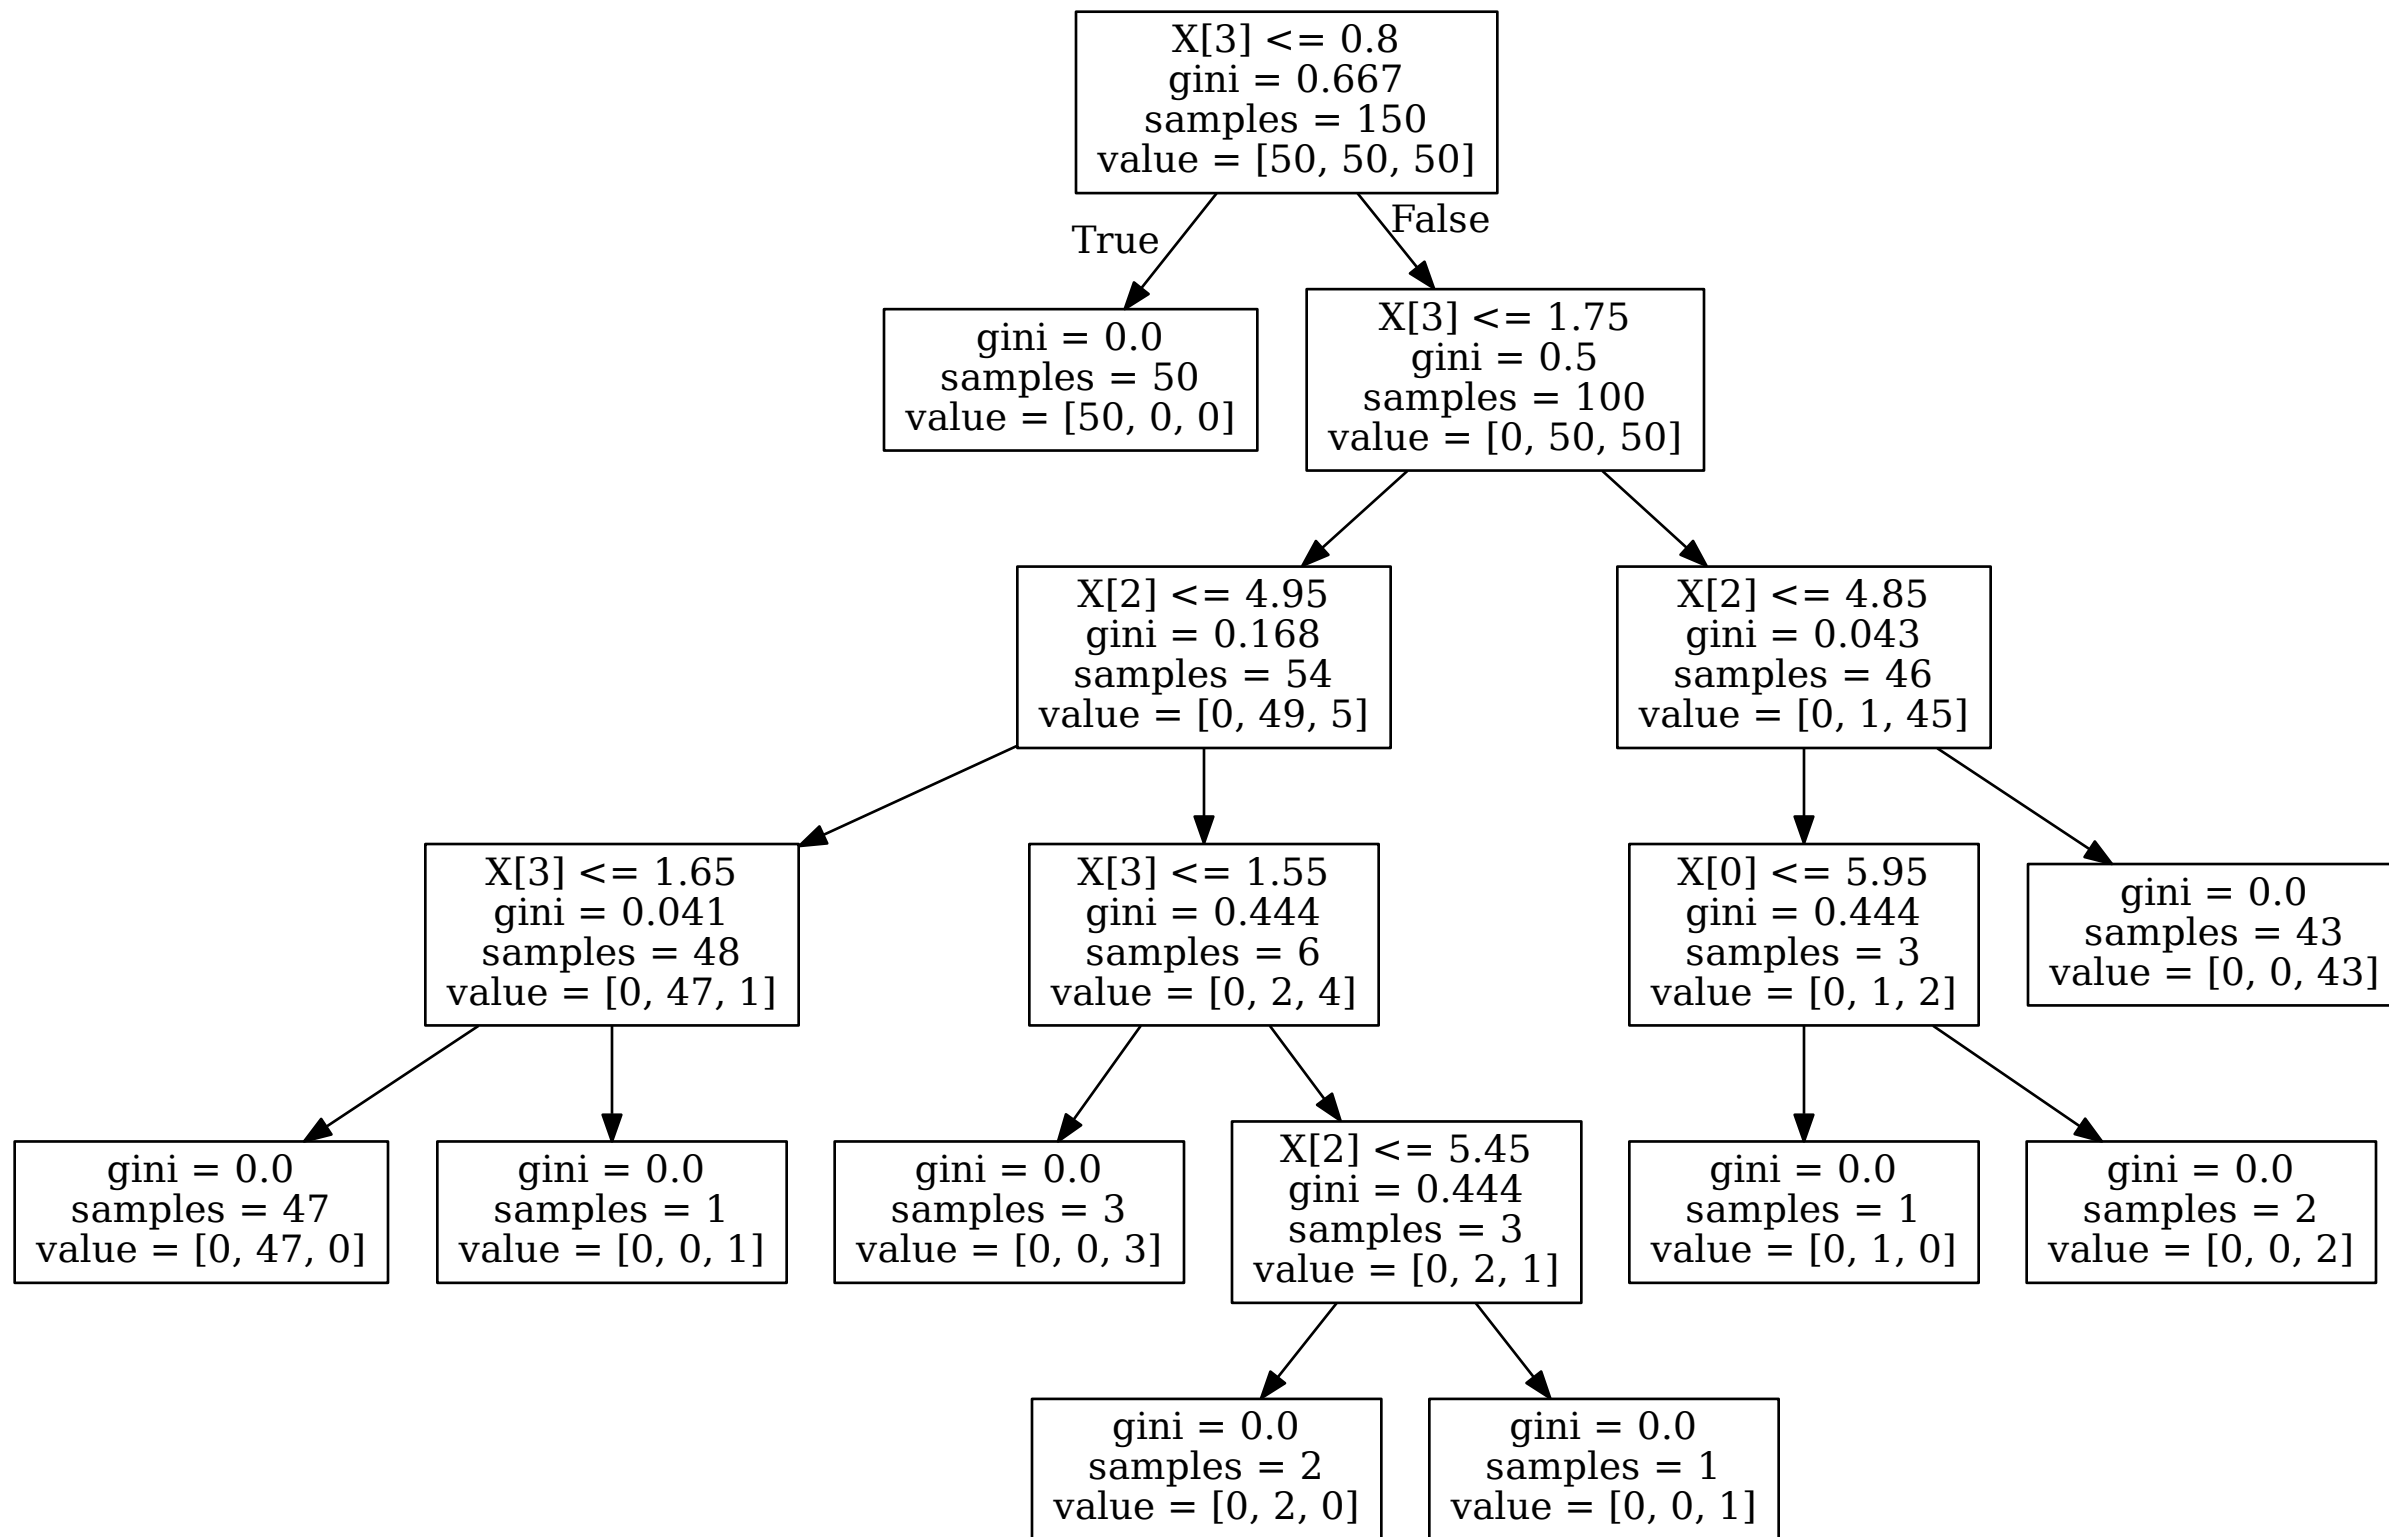 X[3] <= 0.8
gini = 0.667
samples = 150
value = [50, 50, 50]
True
False
gini = 0.0
samples = 50
value = [50, 0, 0]
X[3] <= 1.75
gini = 0.5
samples = 100
value = [0, 50, 50]
X[2] <= 4.95
gini = 0.168
samples = 54
value = [0, 49, 5]
X[2] <= 4.85
gini = 0.043
samples = 46
value = [0, 1, 45]
X[3] <= 1.65
gini = 0.041
samples = 48
value = [0, 47, 1]
X[3] <= 1.55
gini = 0.444
samples = 6
value = [0, 2, 4]
X[0] <= 5.95
gini = 0.444
samples = 3
value = [0, 1, 2]
gini = 0.0
samples = 43
value = [0, 0, 43]
gini = 0.0
samples = 47
value = [0, 47, 0]
gini = 0.0
samples = 1
value = [0, 0, 1]
gini = 0.0
samples = 3
value = [0, 0, 3]
X[2] <= 5.45
gini = 0.444
samples = 3
value = [0, 2, 1]
gini = 0.0
samples = 1
value = [0, 1, 0]
gini = 0.0
samples = 2
value = [0, 0, 2]
gini = 0.0
samples = 2
value = [0, 2, 0]
gini = 0.0
samples = 1
value = [0, 0, 1]